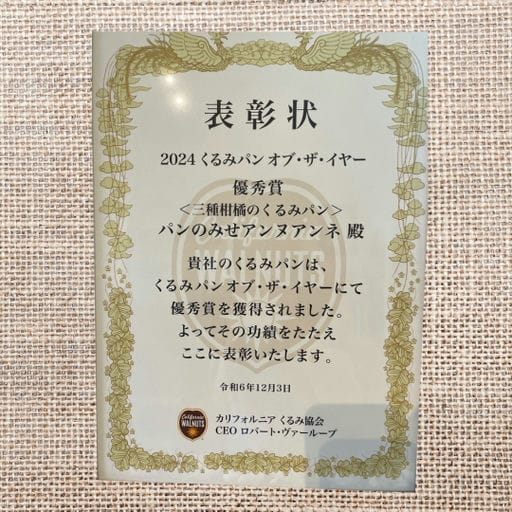 表彰状
2024 くるみパン オブ・ザ・イヤー
優秀賞
<三種柑橘のくるみパン>
パンのみせアンヌアンネ 殿
貴社のくるみパンは、
くるみパン オブ・ザ・イヤーにて
優秀賞を獲得されました。
よってその功績をたたえ
ここに表彰いたします。
令和6年12月3日
California
WALNUTS
カリフォルニア くるみ協会
CEO ロバート・ヴァーループ